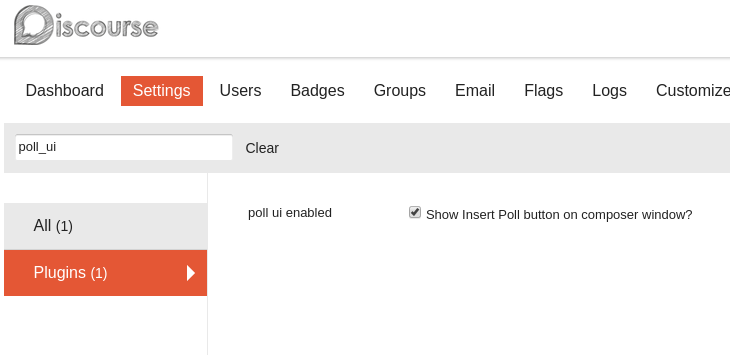 Discourse
Dashboard Settings Users Badges Groups Email Flags Logs Customize
poll_ui Clear
poll ui enabled Show Insert Poll button on composer window?
All (1)
Plugins (1)